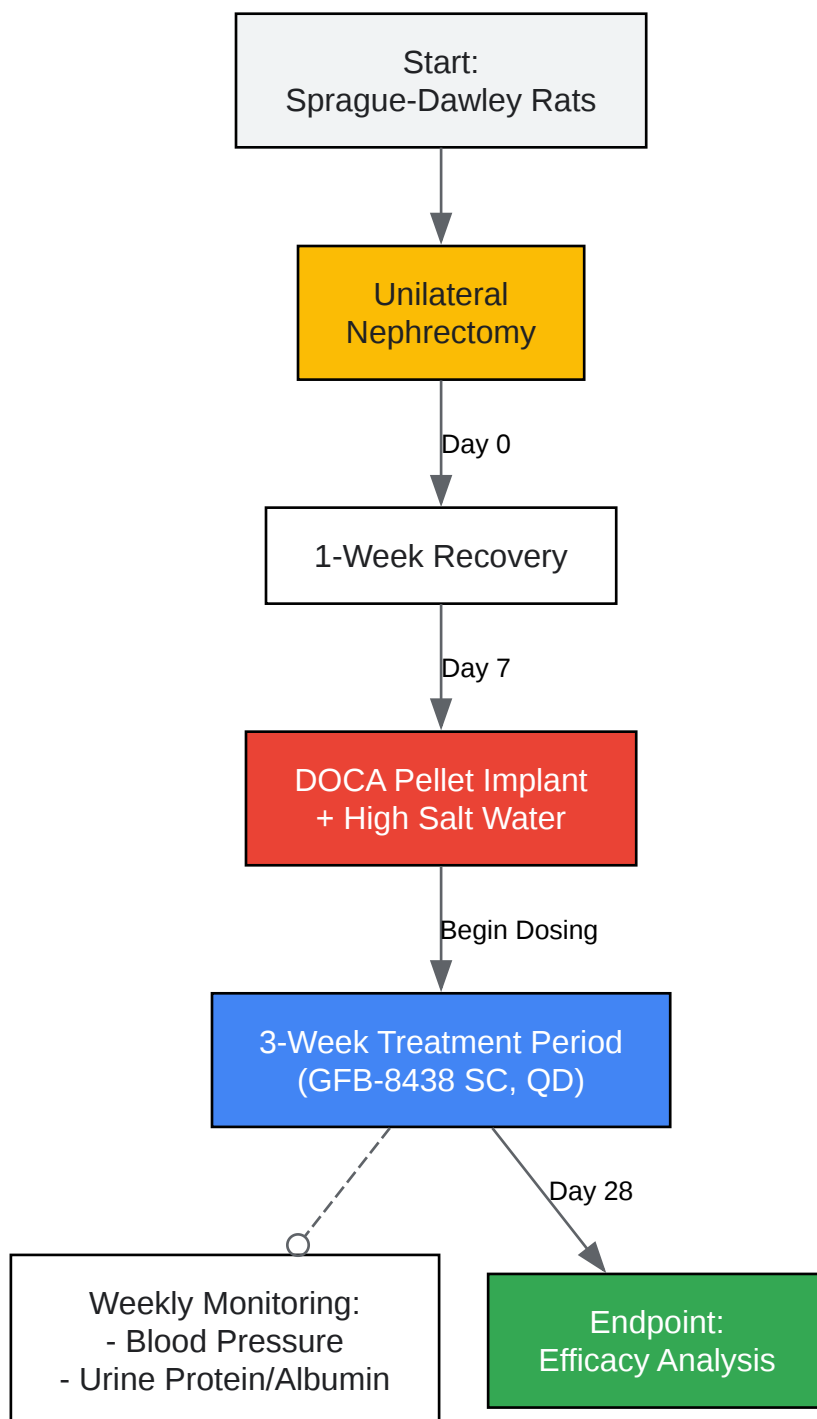 Start:
Sprague-Dawley Rats
Unilateral
Nephrectomy
Day 0
1-Week Recovery
Day 7
DOCA Pellet Implant
+ High Salt Water
Begin Dosing
3-Week Treatment Period
(GFB-8438 SC, QD)
Day 28
Weekly Monitoring:
- Blood Pressure
- Urine Protein/Albumin
Endpoint:
Efficacy Analysis